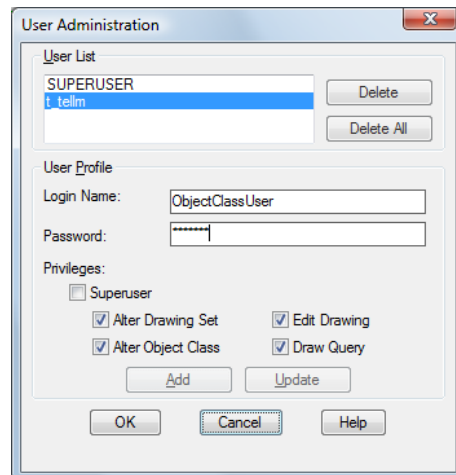 User Administration
User List
SUPERUSER
t_tellm
Delete
Delete All
User Profile
Login Name: ObjectClassUser
Password: *******
Privileges:
Superuser
Alter Drawing Set Edit Drawing
Alter Object Class Draw Query
Add Update
OK Cancel Help